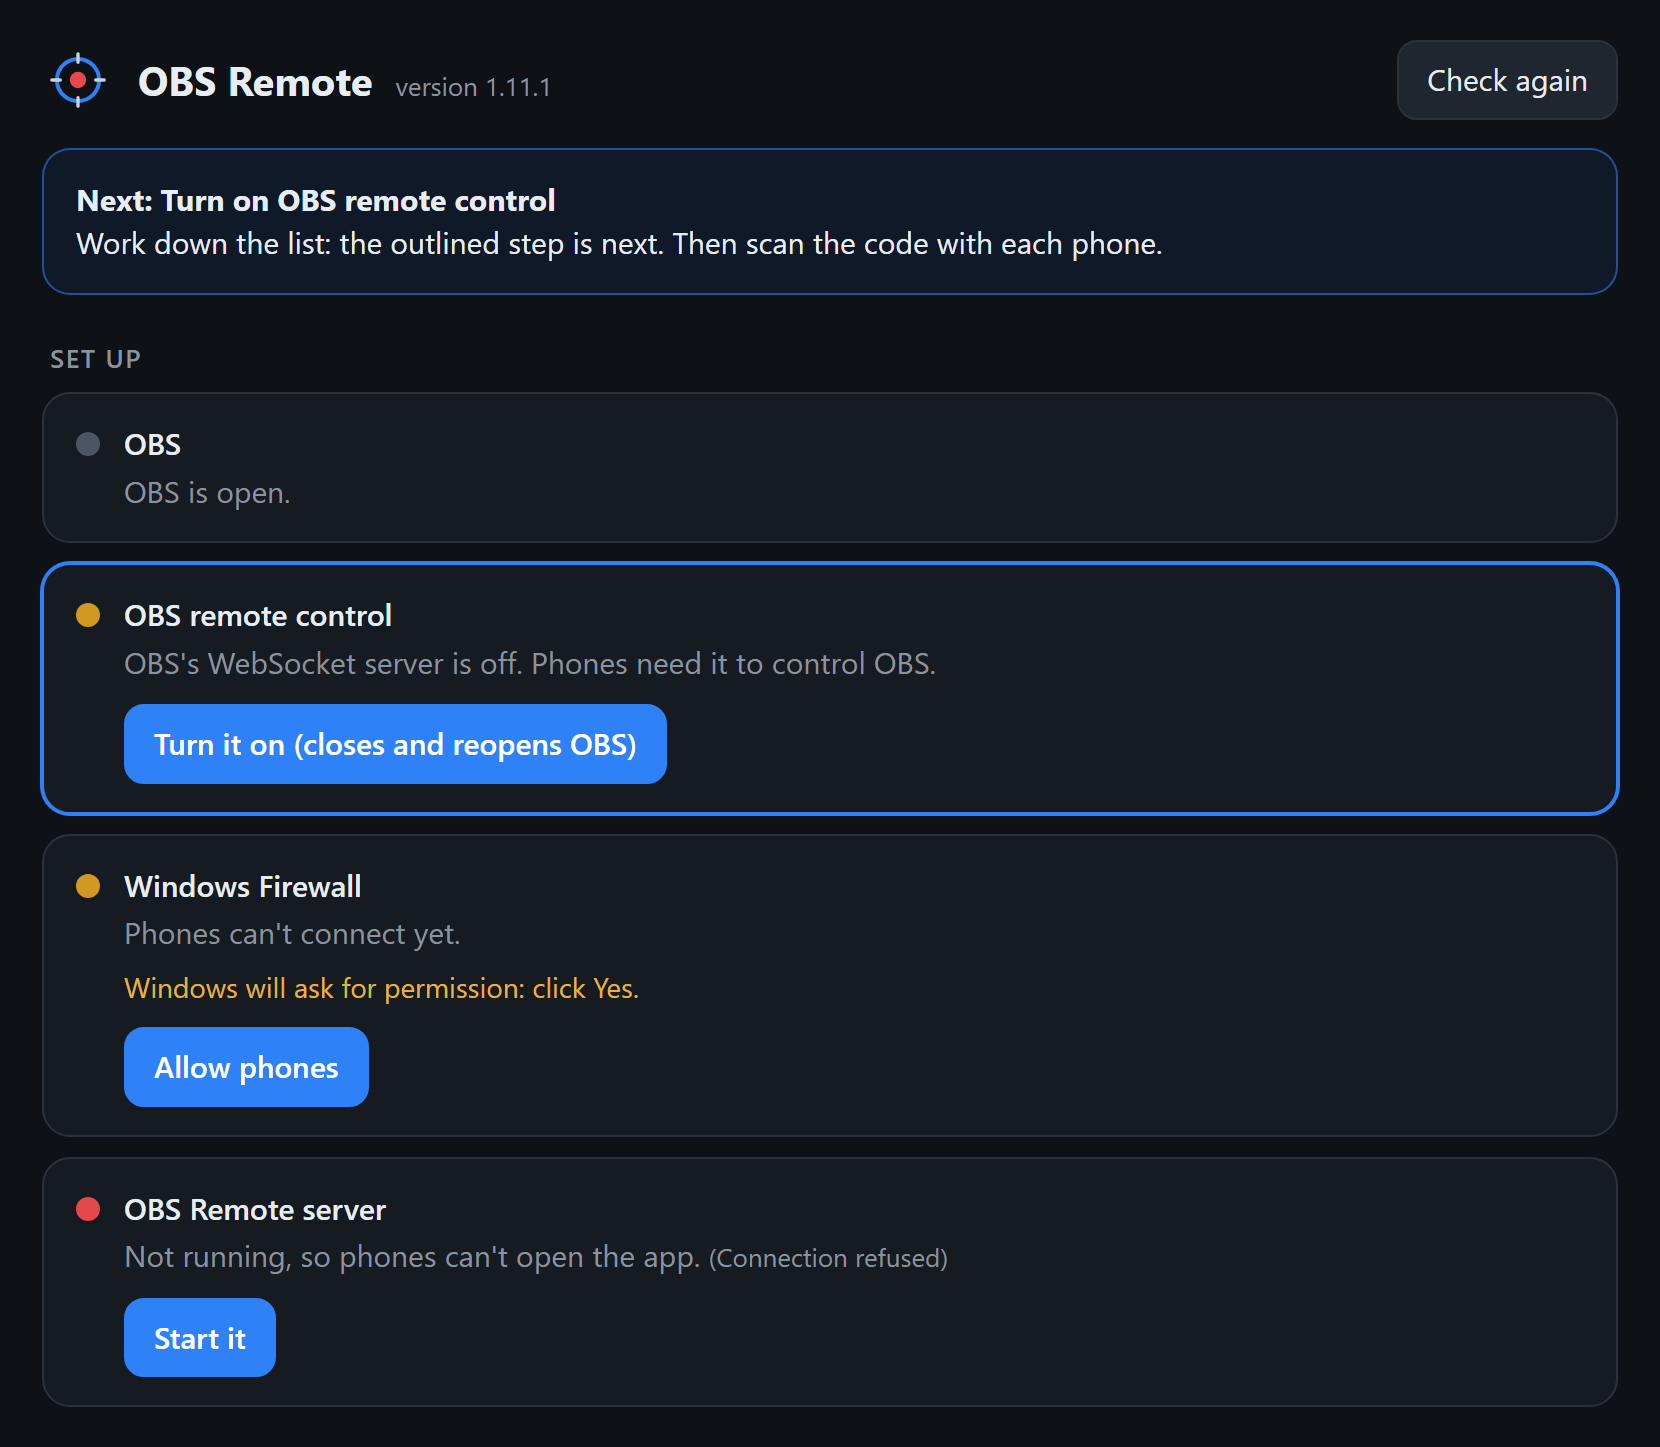 OBS Remote version 1.11.1
Check again
Next: Turn on OBS remote control
Work down the list: the outlined step is next. Then scan the code with each phone.
SET UP
OBS
OBS is open.
OBS remote control
OBS's WebSocket server is off. Phones need it to control OBS.
Turn it on (closes and reopens OBS)
Windows Firewall
Phones can't connect yet.
Windows will ask for permission: click Yes.
Allow phones
OBS Remote server
Not running, so phones can't open the app. (Connection refused)
Start it